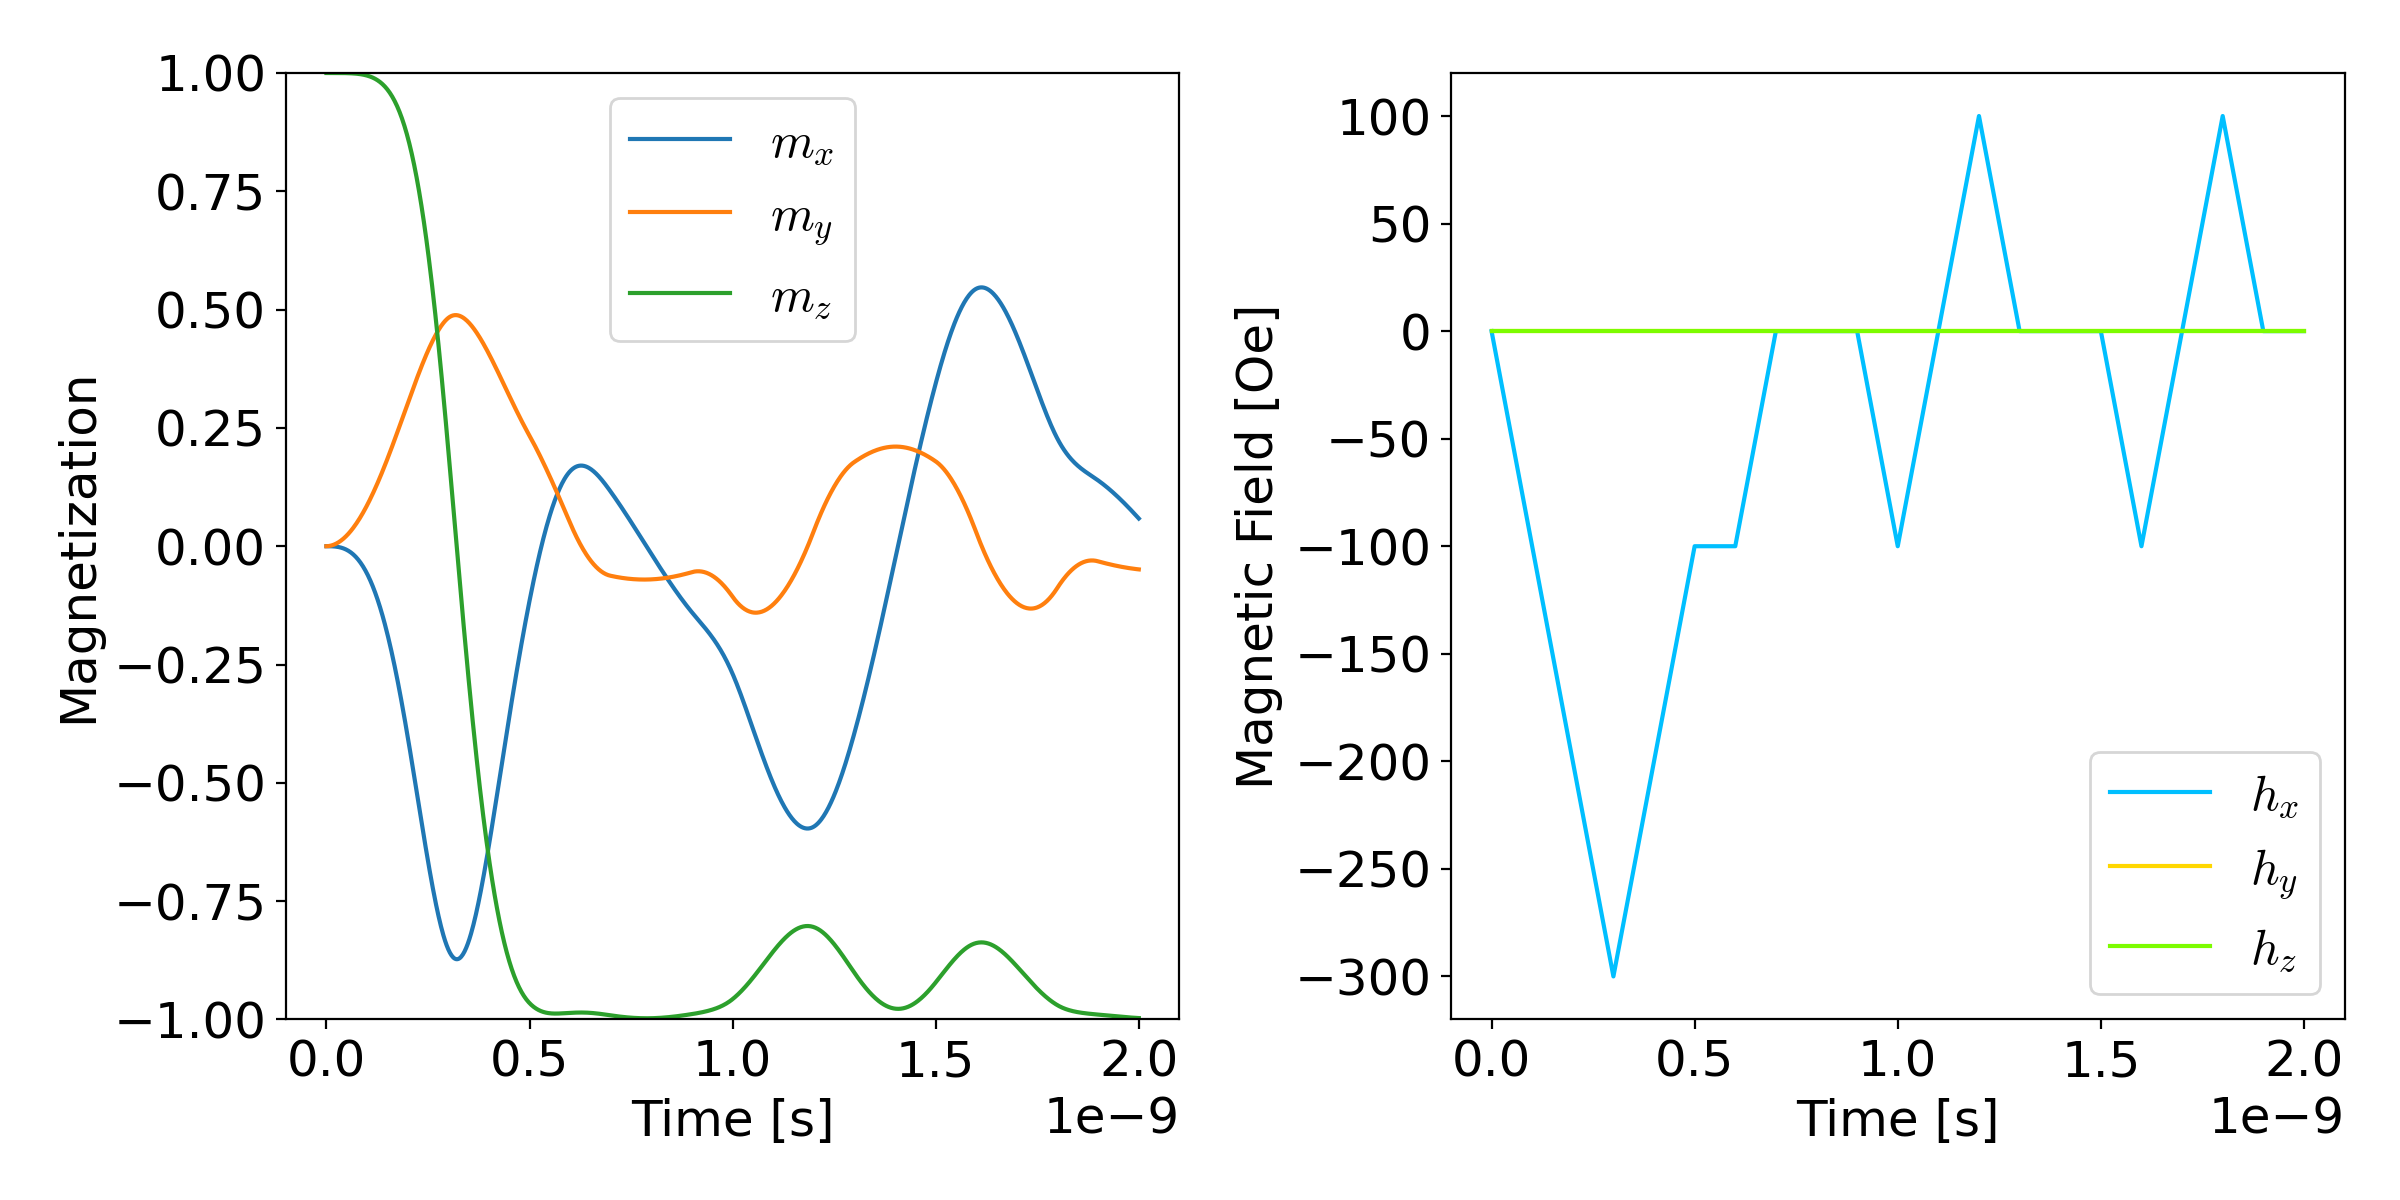 Magnetization
1.00
0.75
0.50
0.25
0.00
−0.25
−0.50
−0.75
−1.00
m_x
m_y
m_z
0.0 0.5 1.0 1.5 2.0
Time [s]
1e−9
Magnetic Field [Oe]
100
50
0
−50
−100
−150
−200
−250
−300
h_x
h_y
h_z
0.0 0.5 1.0 1.5 2.0
Time [s]
1e−9